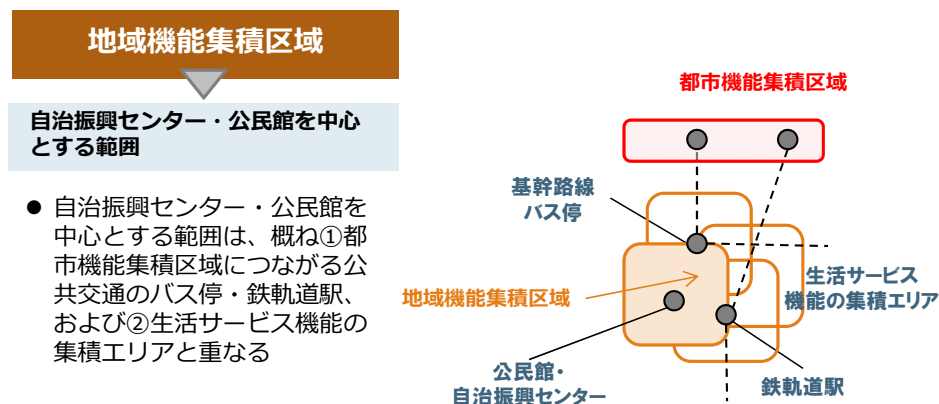 地域機能集積区域
自治振興センター・公民館を中心
とする範囲
● 自治振興センター・公民館を
中心とする範囲は、概ね①都
市機能集積区域につながる公
共交通のバス停・鉄軌道駅、
および②生活サービス機能の
集積エリアと重なる
都市機能集積区域
基幹路線
バス停
生活サービス
機能の集積エリア
地域機能集積区域
公民館・
自治振興センター
鉄軌道駅